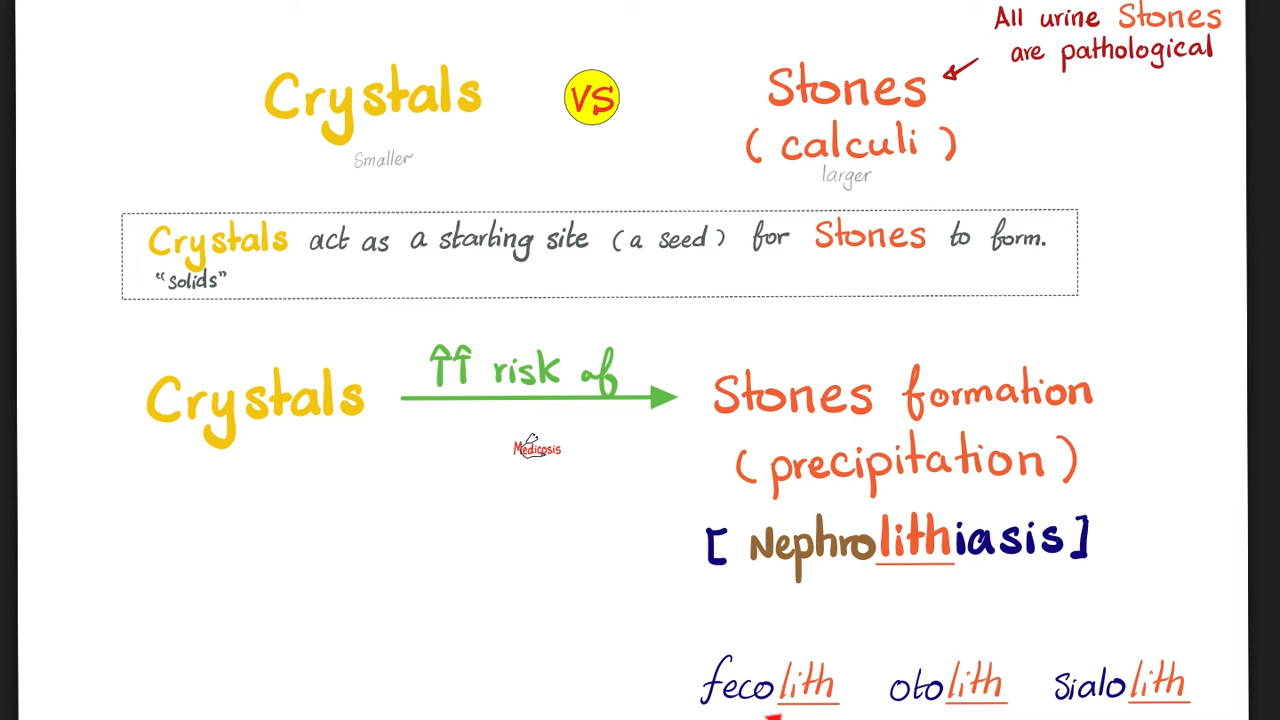 All urine Stones
are pathological
Crystals VS Stones
( calculi )
Smaller
larger
Crystals act as a starting site (a seed) for Stones to form.
"solids"
⇑⇑ risk of
Crystals Stones formation
Medicosis
(precipitation)
[ Nephrolithiasis ]
fecolith otolith sialolith